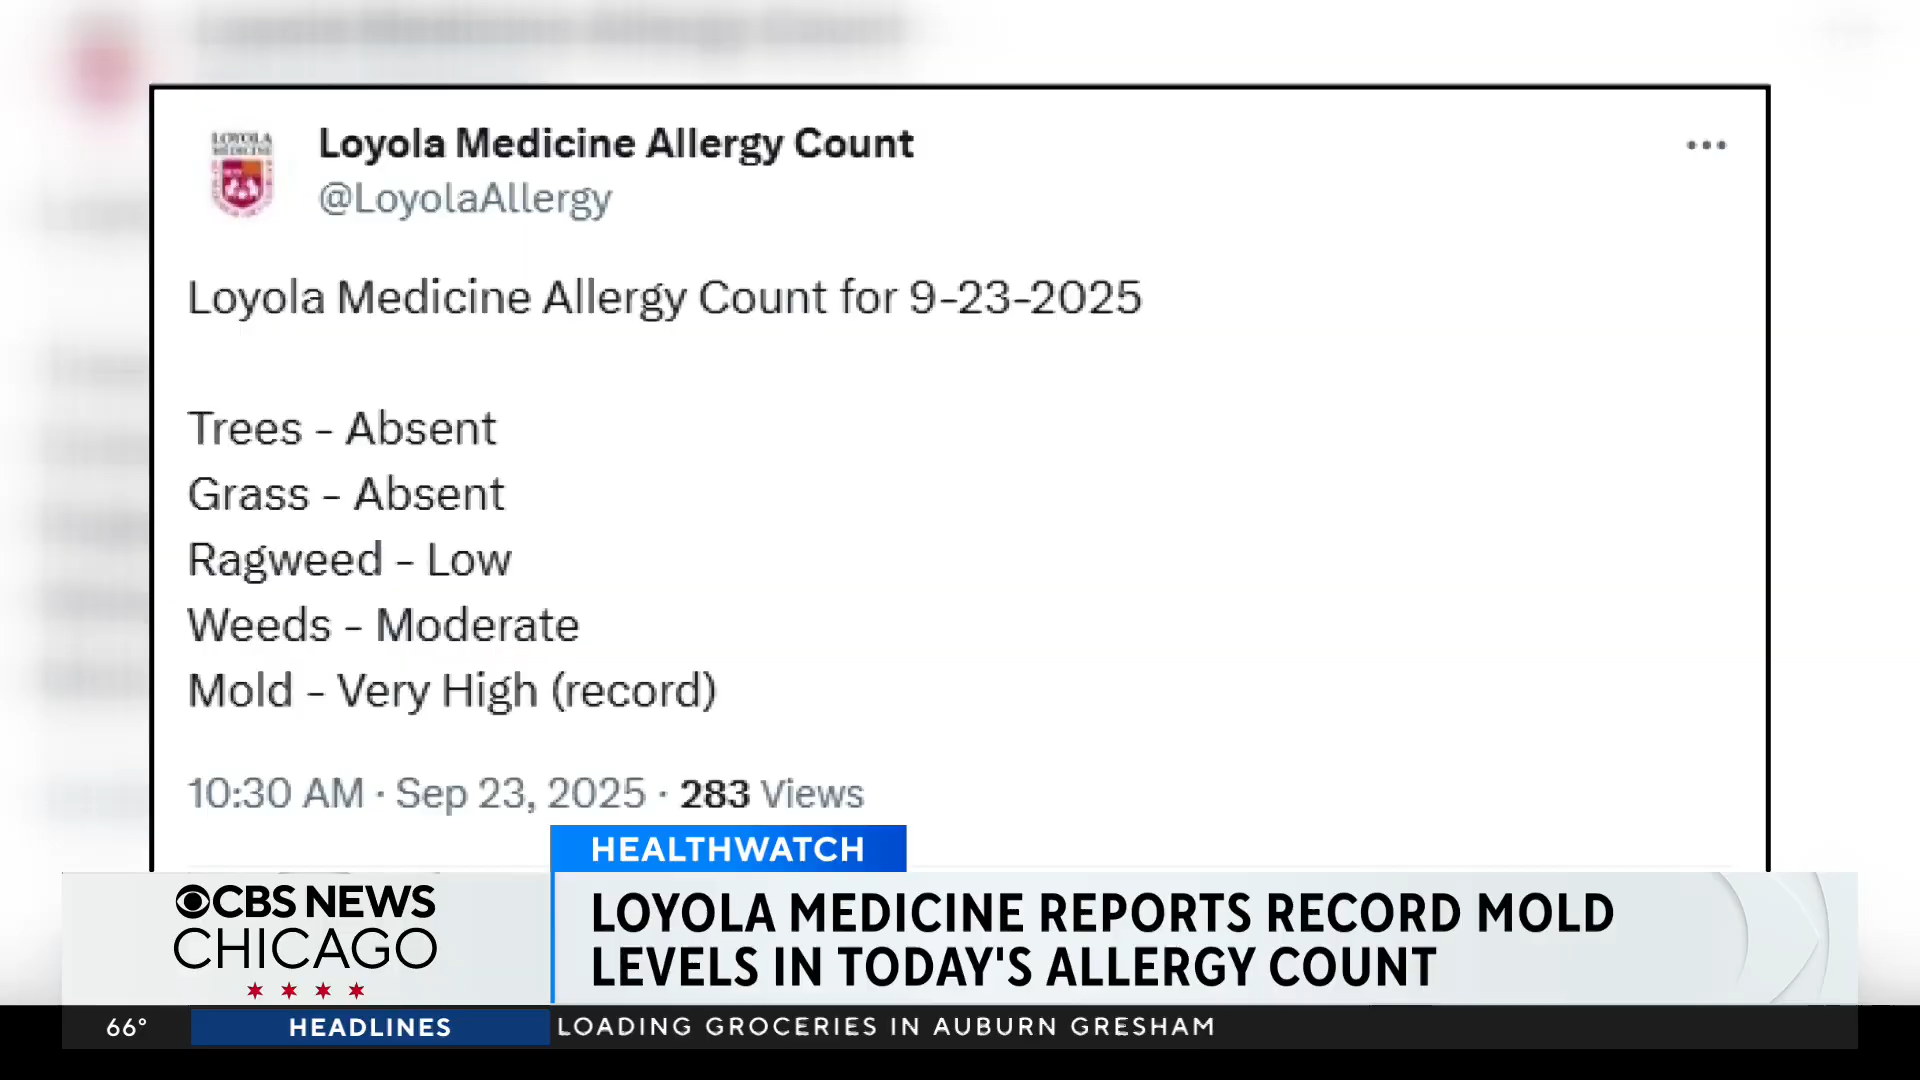 Loyola Medicine Allergy Count
@LoyolaAllergy
LOYOLA
MEDICINE
Loyola Medicine Allergy Count for 9-23-2025
Trees - Absent
Grass - Absent
Ragweed - Low
Weeds - Moderate
Mold - Very High (record)
10:30 AM · Sep 23, 2025 · 283 Views
HEALTHWATCH
CBS NEWS
CHICAGO
LOYOLA MEDICINE REPORTS RECORD MOLD
LEVELS IN TODAY'S ALLERGY COUNT
66°
HEADLINES
LOADING GROCERIES IN AUBURN GRESHAM